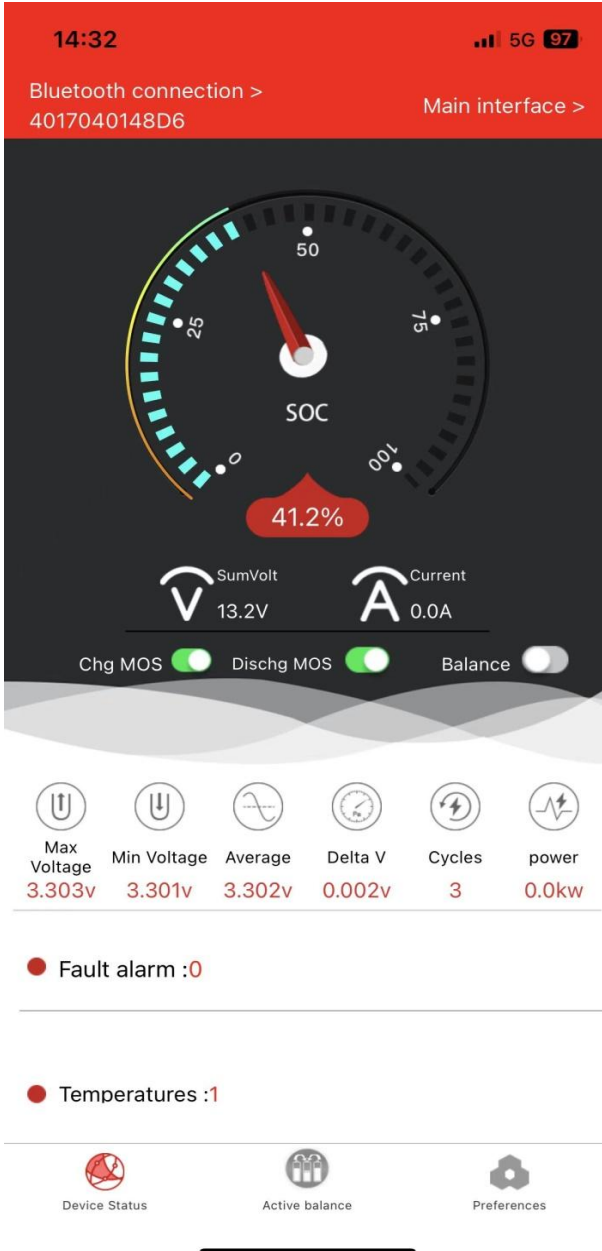 14:32
5G 97
Bluetooth connection >
4017040148D6
Main interface >
50
25
75
SOC
0
100
41.2%
SumVolt
V 13.2V
Current
A 0.0A
Chg MOS
Dischg MOS
Balance
Max Voltage
Min Voltage
Average
Delta V
Cycles
power
3.303v
3.301v
3.302v
0.002v
3
0.0kw
Fault alarm :0
Temperatures :1
Device Status
Active balance
Preferences